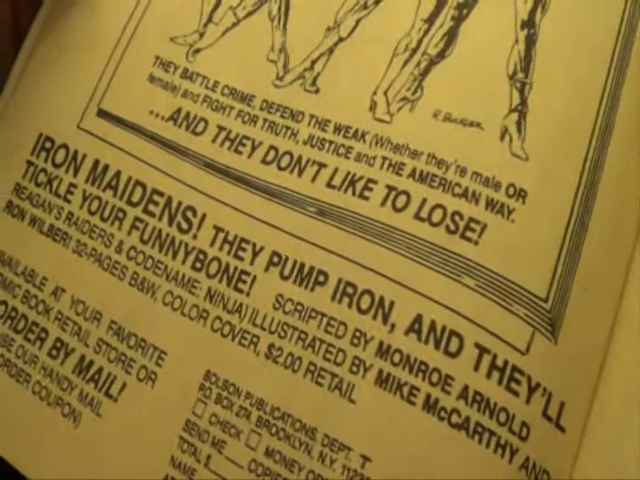 THEY BATTLE CRIME, DEFEND THE WEAK (Whether they're male OR
female) and FIGHT FOR TRUTH, JUSTICE and THE AMERICAN WAY.
...AND THEY DON'T LIKE TO LOSE!
IRON MAIDENS! THEY PUMP IRON, AND THEY'LL
TICKLE YOUR FUNNYBONE! SCRIPTED BY MONROE ARNOLD
REAGAN'S RAIDERS & CODENAME: NINJA) ILLUSTRATED BY MIKE McCARTHY AND
RON WILBER! 32-PAGES B&W, COLOR COVER, $2.00 RETAIL
AVAILABLE AT YOUR FAVORITE
COMIC BOOK RETAIL STORE OR
ORDER BY MAIL!
USE OUR HANDY MAIL
ORDER COUPON)
BOLSON PUBLICATIONS, DEPT. T
P.O. BOX 274, BROOKLYN, N.Y.
CHECK MONEY
SEND ME COPIES
TOTAL $
NAME